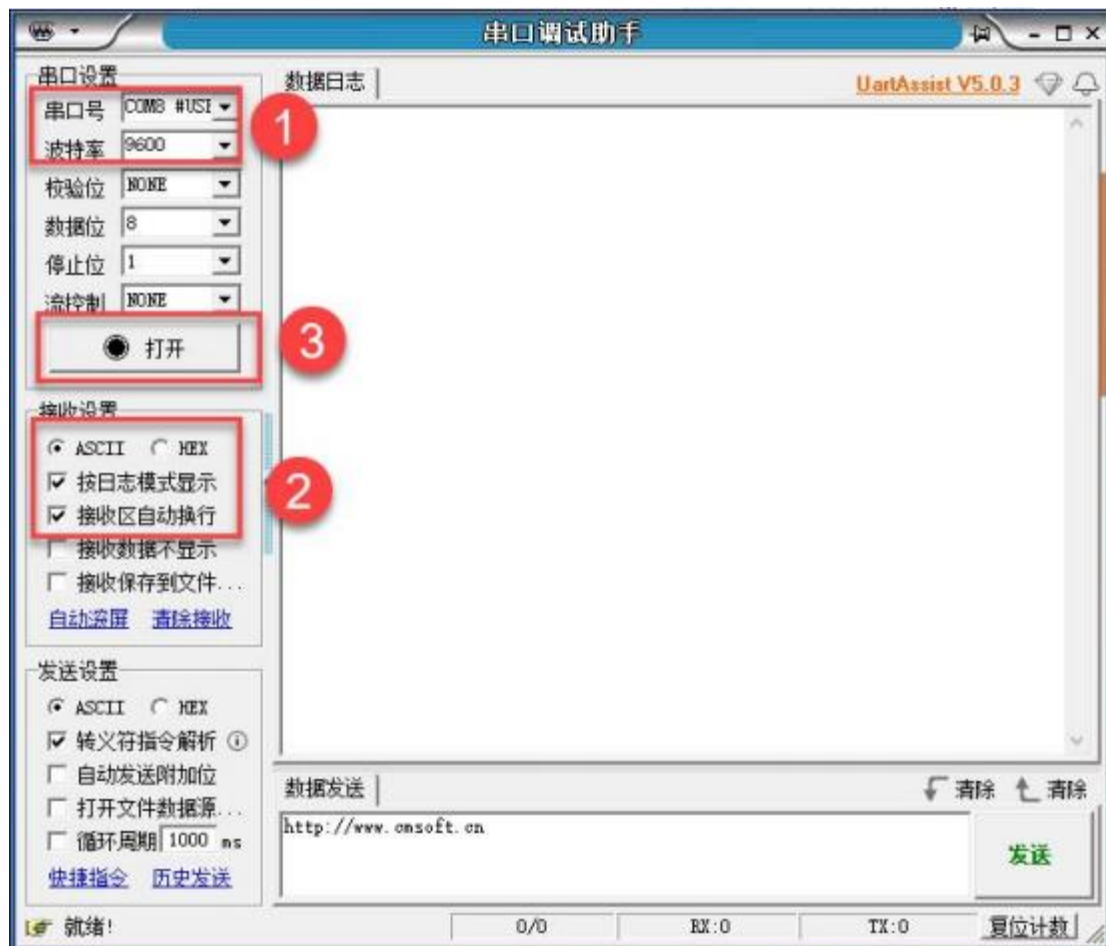 串口调试助手
串口设置
串口号 COM8 #USI
波特率 9600
校验位 NONE
数据位 8
停止位 1
流控制 NONE
打开
1
3
接收设置
ASCII HEX
按日志模式显示
接收区自动换行
接收数据不显示
接收保存到文件...
自动滚屏 清除接收
2
发送设置
ASCII HEX
转义符指令解析
自动发送附加位
打开文件数据源...
循环周期 1000 ms
快捷指令 历史发送
数据日志
UartAssist V5.0.3
数据发送
清除 清除
http://www.cmsoft.cn
发送
就绪!
0/0
RX:0
TX:0
复位计数